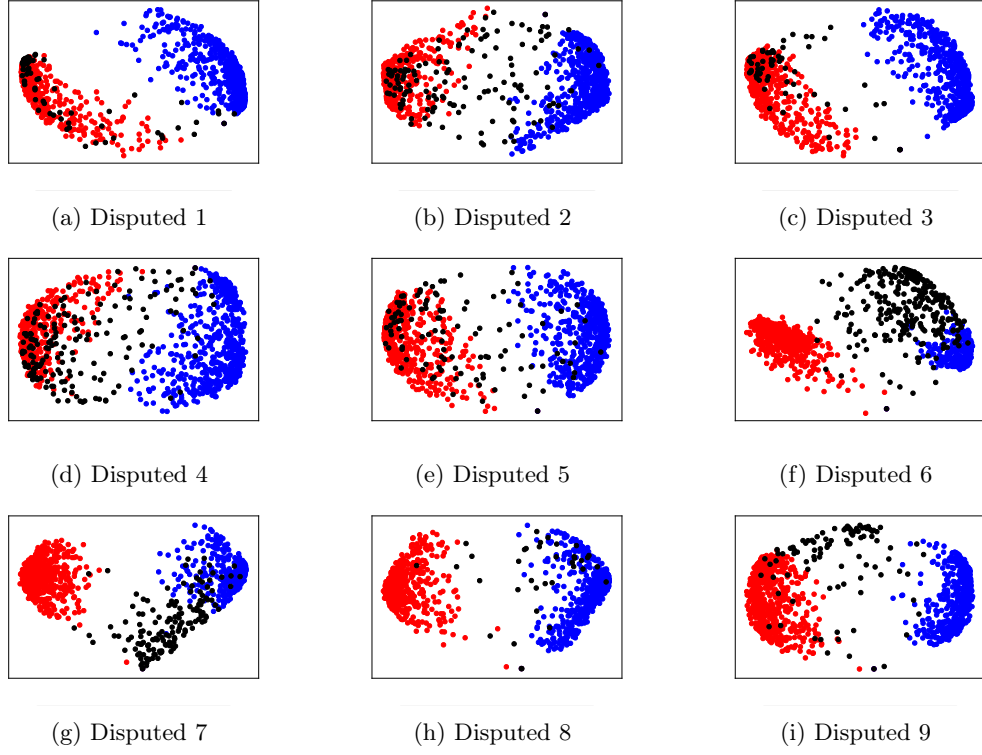 (a) Disputed 1
(b) Disputed 2
(c) Disputed 3
(d) Disputed 4
(e) Disputed 5
(f) Disputed 6
(g) Disputed 7
(h) Disputed 8
(i) Disputed 9